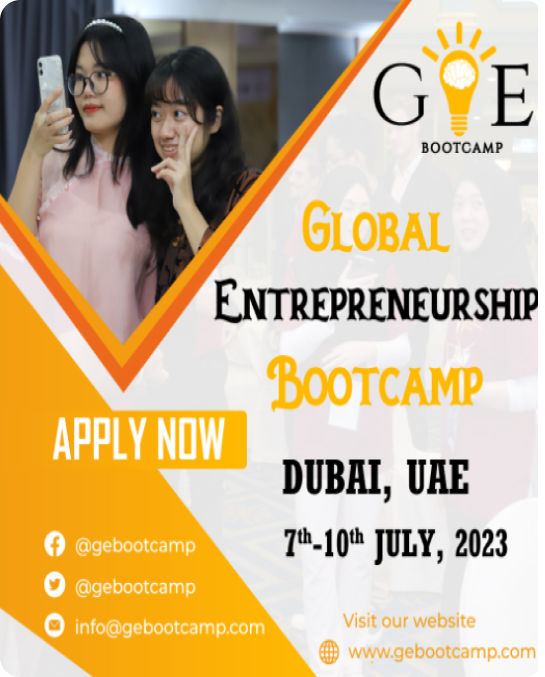 G E
BOOTCAMP
GLOBAL
ENTREPRENEURSHIP
BOOTCAMP
APPLY NOW
DUBAI, UAE
7th-10th JULY, 2023
@gebootcamp
@gebootcamp
info@gebootcamp.com
Visit our website
www.gebootcamp.com